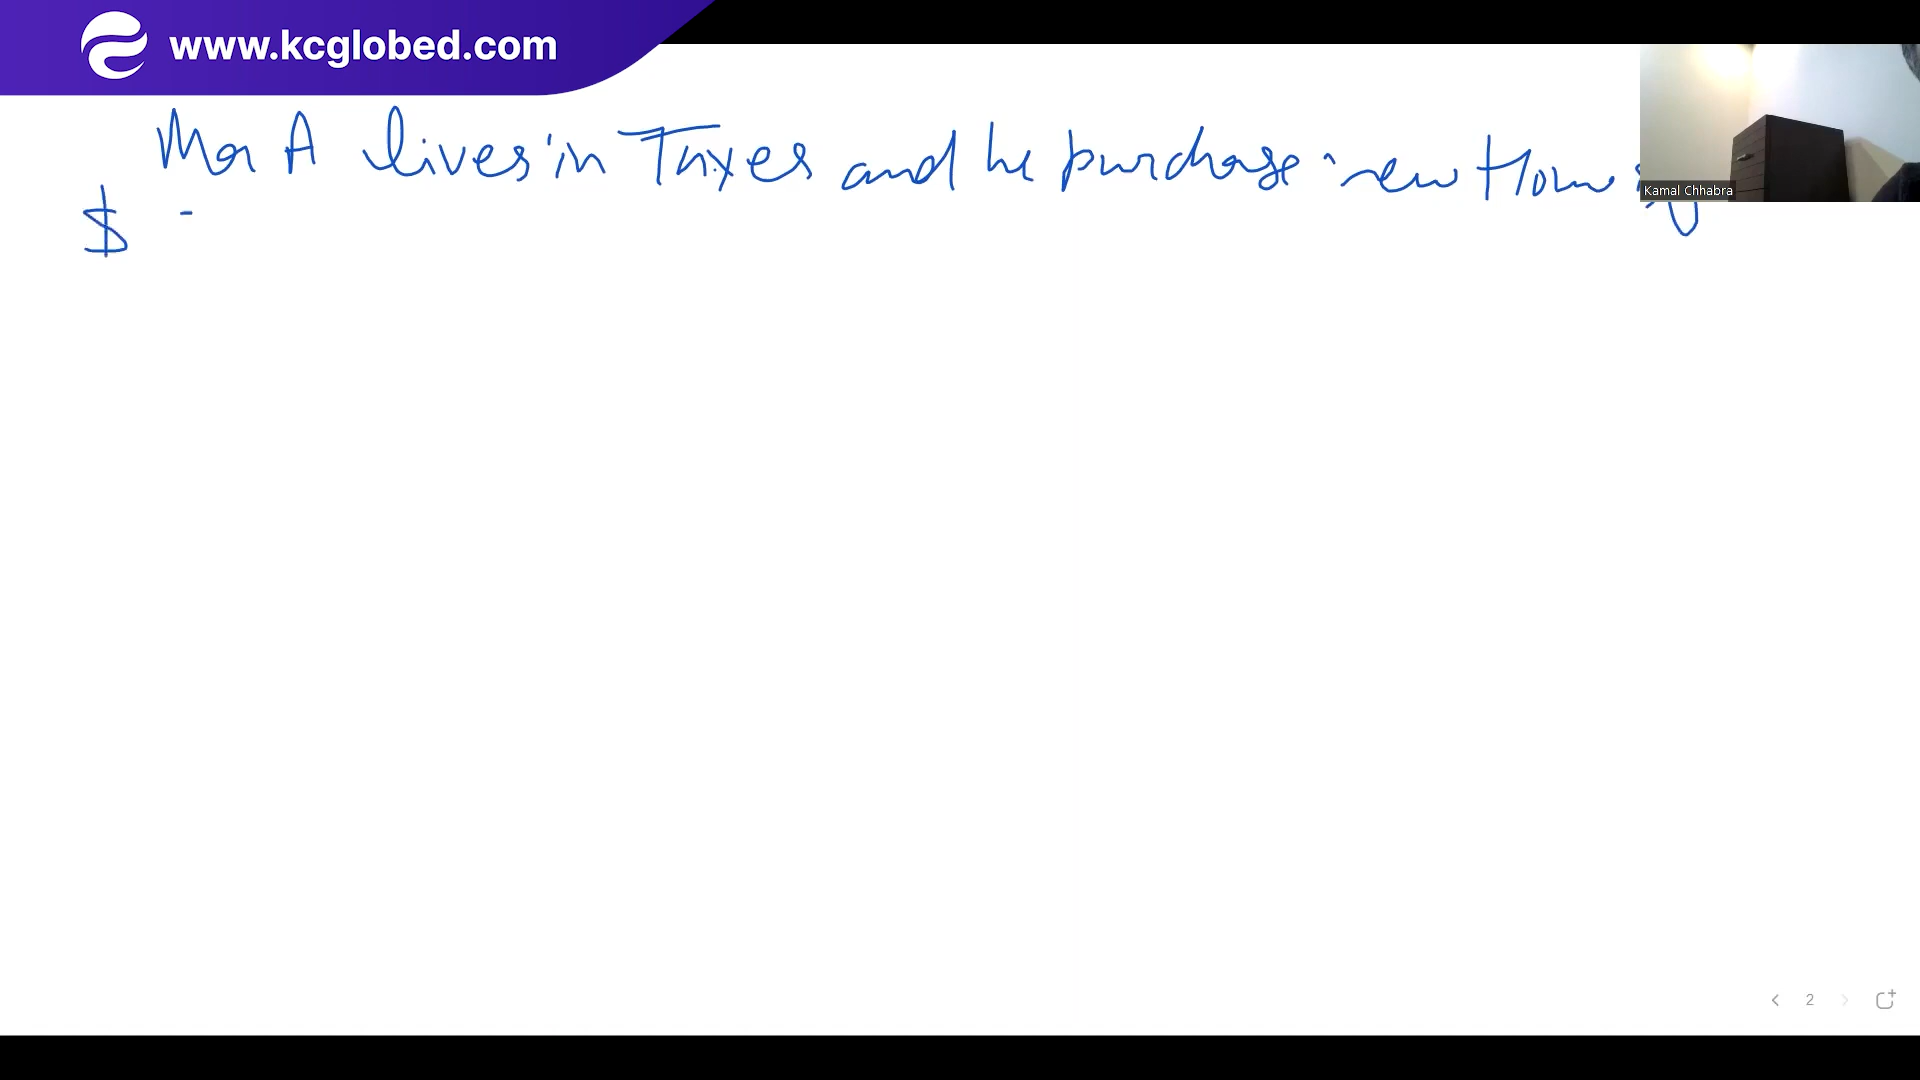 www.kcglobed.com
Mr A lives in Taxes and he purchase new Home
$
Kamal Chhabra
2